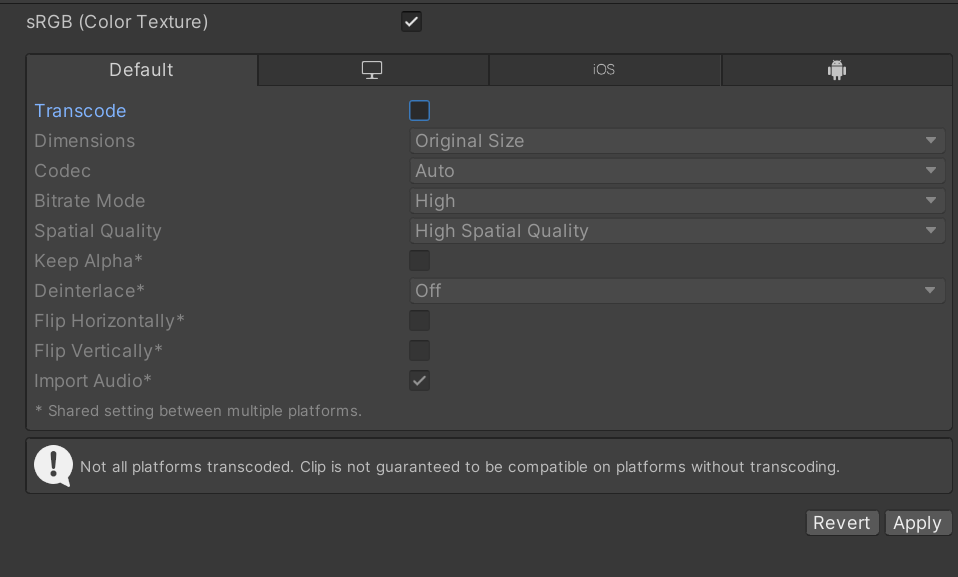 sRGB (Color Texture)
Default
iOS
Transcode
Dimensions Original Size
Codec Auto
Bitrate Mode High
Spatial Quality High Spatial Quality
Keep Alpha*
Deinterlace* Off
Flip Horizontally*
Flip Vertically*
Import Audio*
* Shared setting between multiple platforms.
Not all platforms transcoded. Clip is not guaranteed to be compatible on platforms without transcoding.
Revert Apply